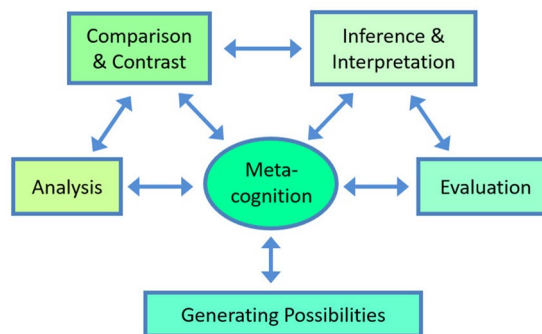 Comparison
& Contrast
Inference &
Interpretation
Analysis
Meta-
cognition
Evaluation
Generating Possibilities